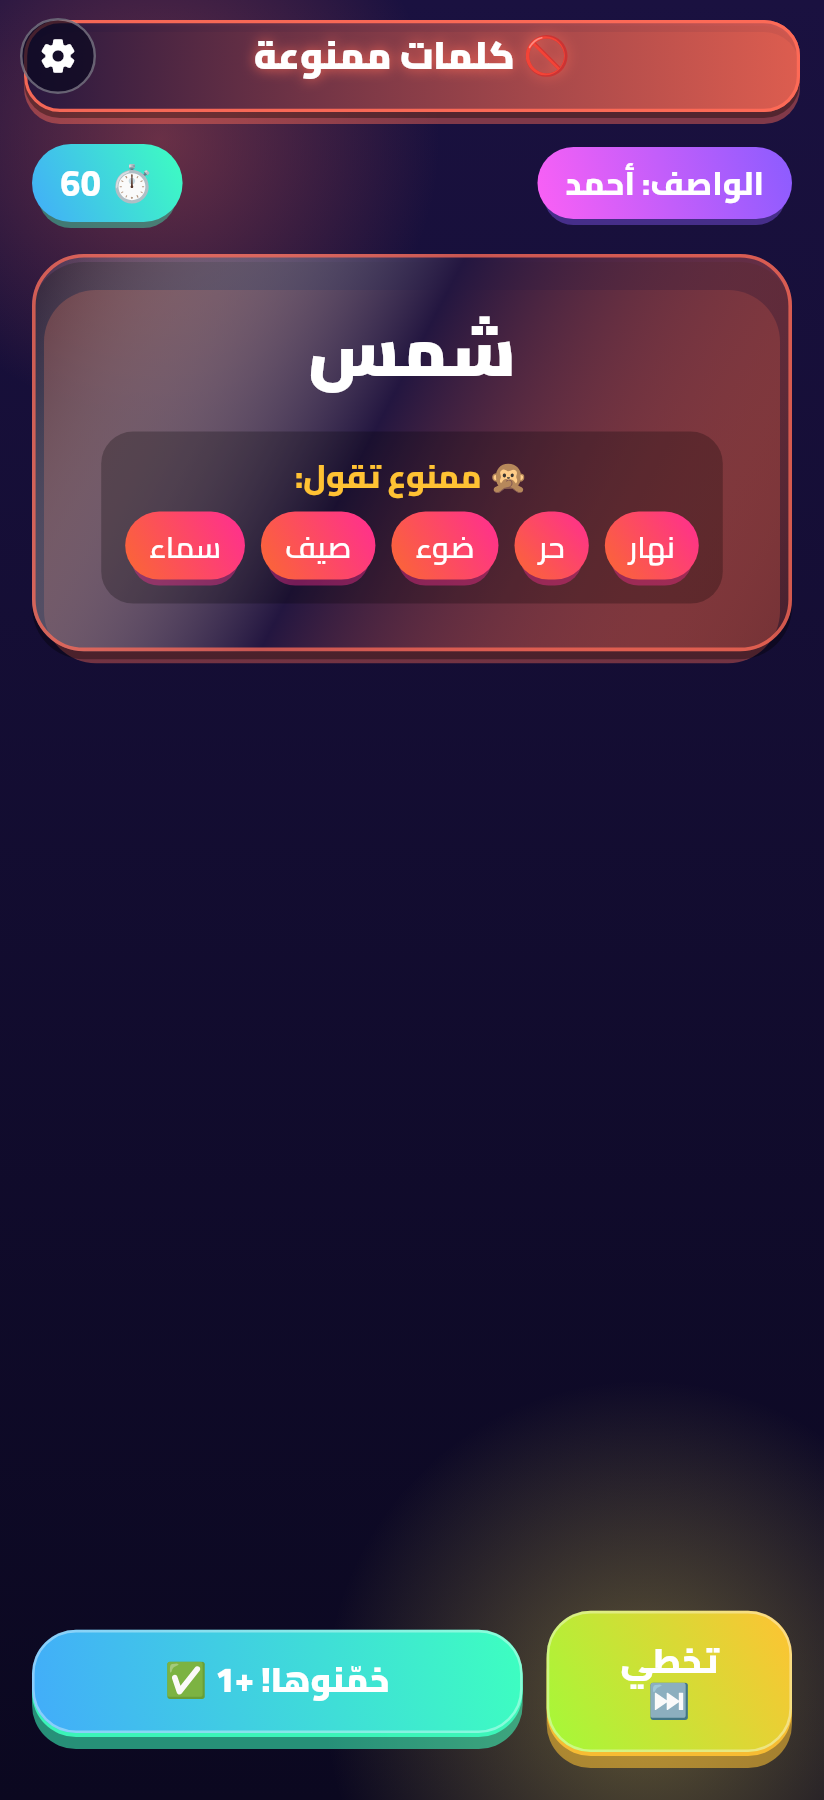 🚫 كلمات ممنوعة
الواصف: أحمد
⏱️ 60
شمس
🙊 ممنوع تقول:
نهار حر ضوء صيف سماء
تخطي ⏭️
خمّنوها! +1 ✅